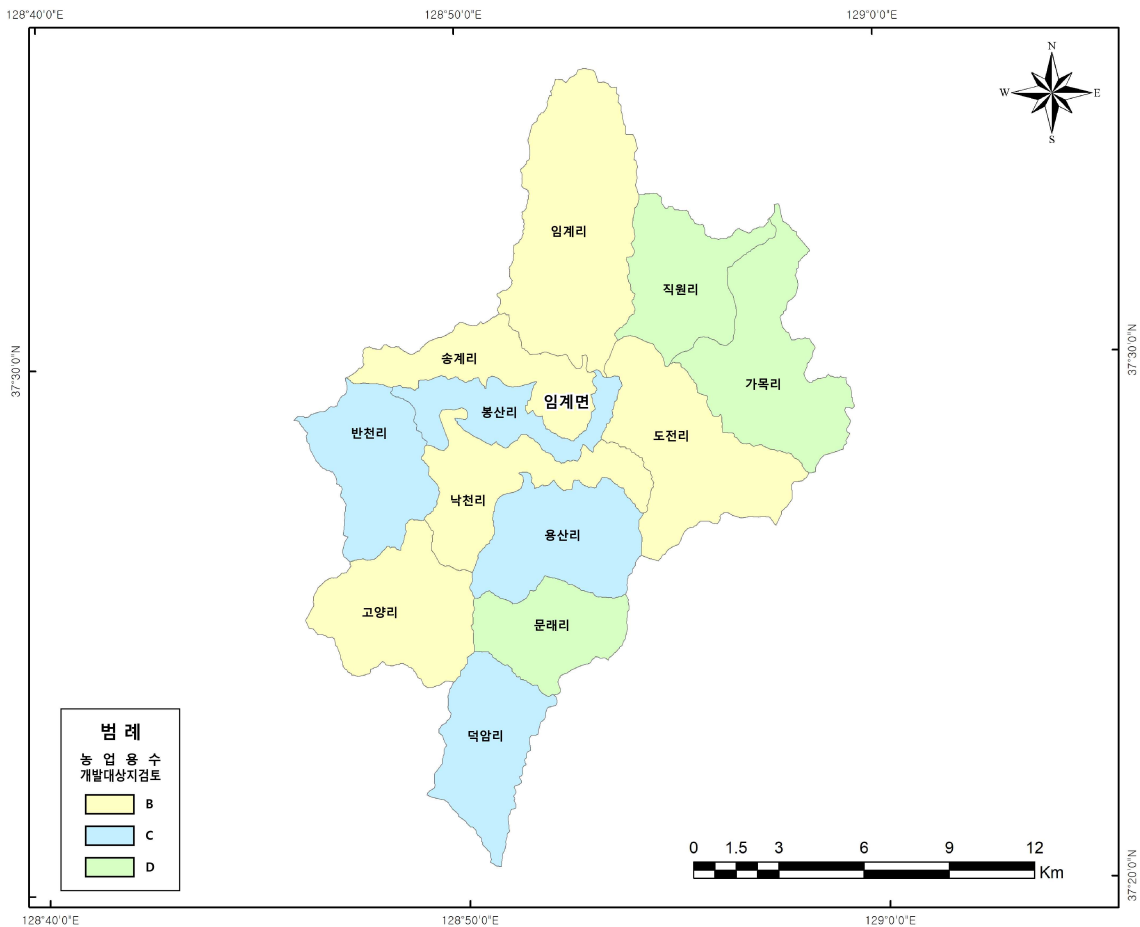 128°40'0"E
128°50'0"E
129°0'0"E
N
W
E
S
임계리
직원리
37°30'0"N
37°30'0"N
송계리
가목리
임계면
봉산리
반천리
도전리
낙천리
용산리
고양리
문래리
덕암리
범 례
농 업 용 수
개발대상지검토
B
C
D
0 1.5 3 6 9 12
Km
37°20'0"N
128°40'0"E
128°50'0"E
129°0'0"E